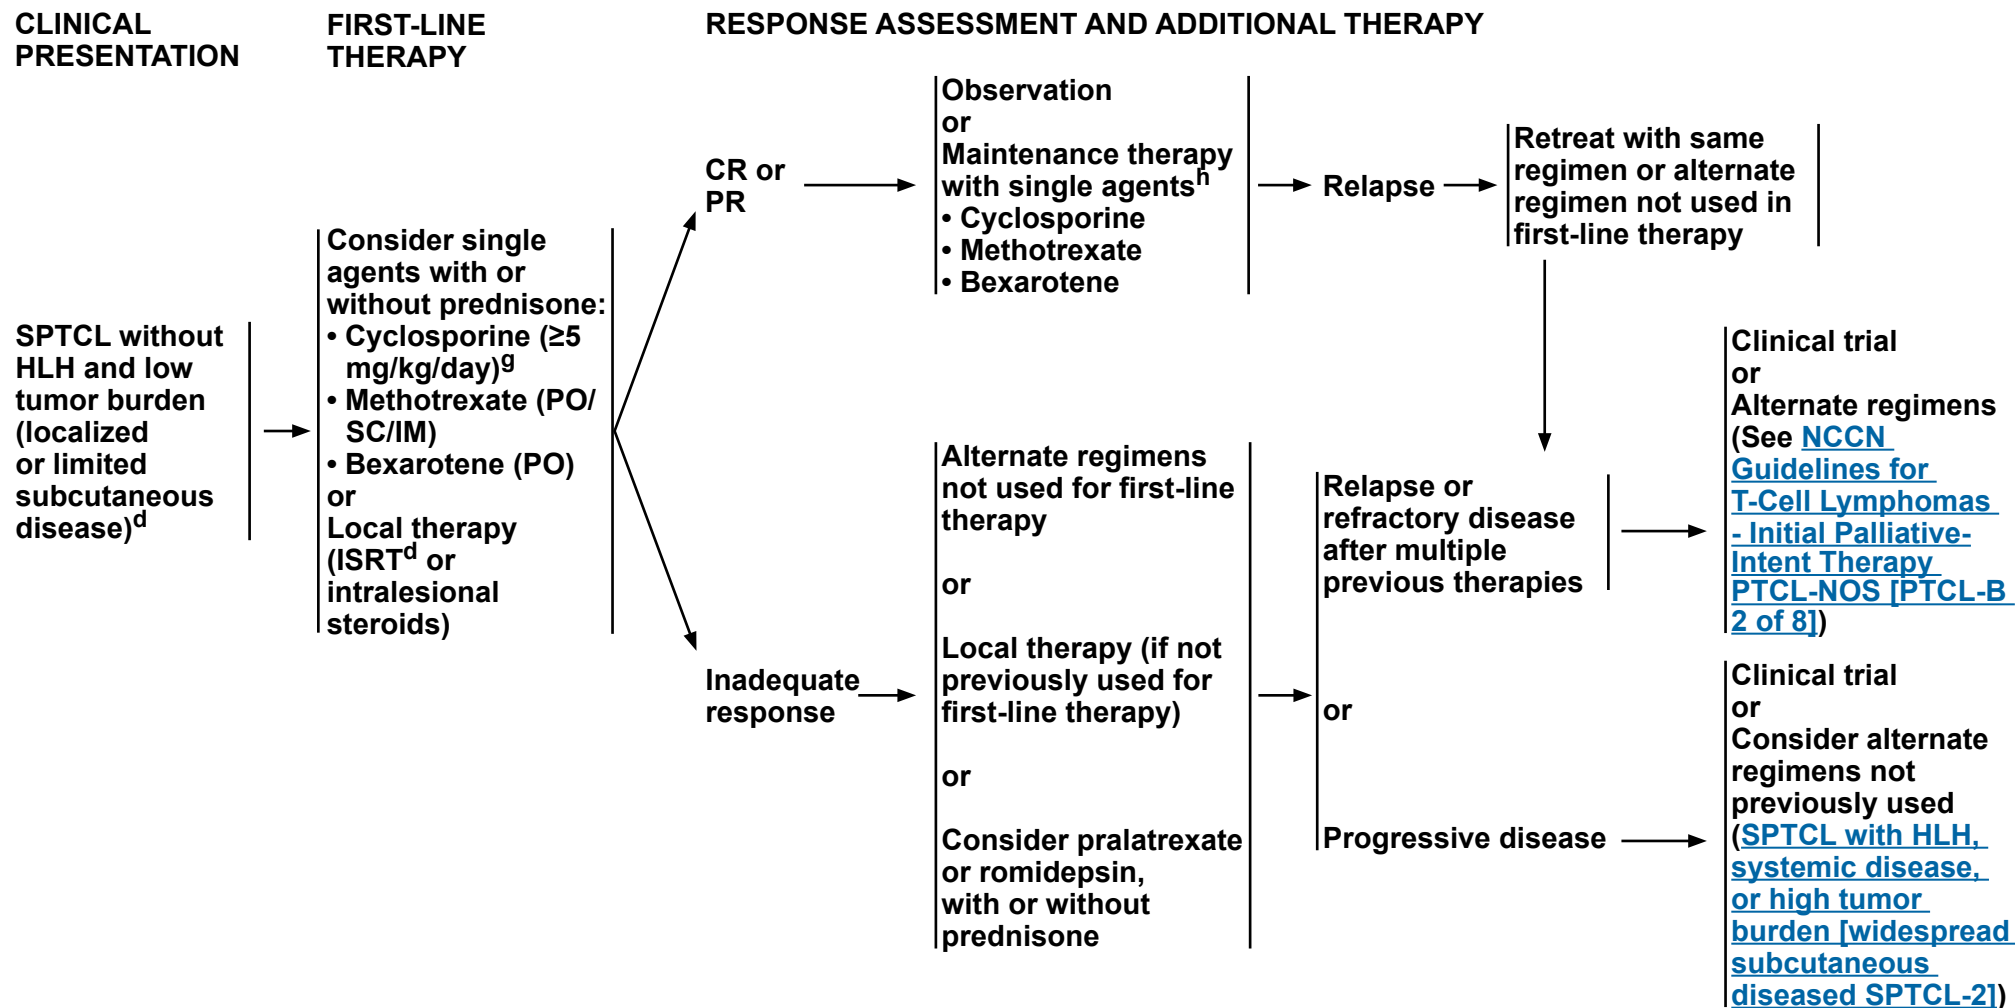 CLINICAL
PRESENTATION
FIRST-LINE
THERAPY
RESPONSE ASSESSMENT AND ADDITIONAL THERAPY
SPTCL without
HLH and low
tumor burden
(localized
or limited
subcutaneous
disease)d
Consider single
agents with or
without prednisone:
• Cyclosporine (≥5
mg/kg/day)g
• Methotrexate (PO/
SC/IM)
• Bexarotene (PO)
or
Local therapy
(ISRTd or
intralesional
steroids)
CR or
PR
Observation
or
Maintenance therapy
with single agentsh
• Cyclosporine
• Methotrexate
• Bexarotene
Relapse
Retreat with same
regimen or alternate
regimen not used in
first-line therapy
Inadequate
response
Alternate regimens
not used for first-line
therapy
or
Local therapy (if not
previously used for
first-line therapy)
or
Consider pralatrexate
or romidepsin,
with or without
prednisone
Relapse or
refractory disease
after multiple
previous therapies
or
Progressive disease
Clinical trial
or
Alternate regimens
(See NCCN
Guidelines for
T-Cell Lymphomas
- Initial Palliative-
Intent Therapy
PTCL-NOS [PTCL-B
2 of 8])
Clinical trial
or
Consider alternate
regimens not
previously used
(SPTCL with HLH,
systemic disease,
or high tumor
burden [widespread
subcutaneous
diseased SPTCL-2])